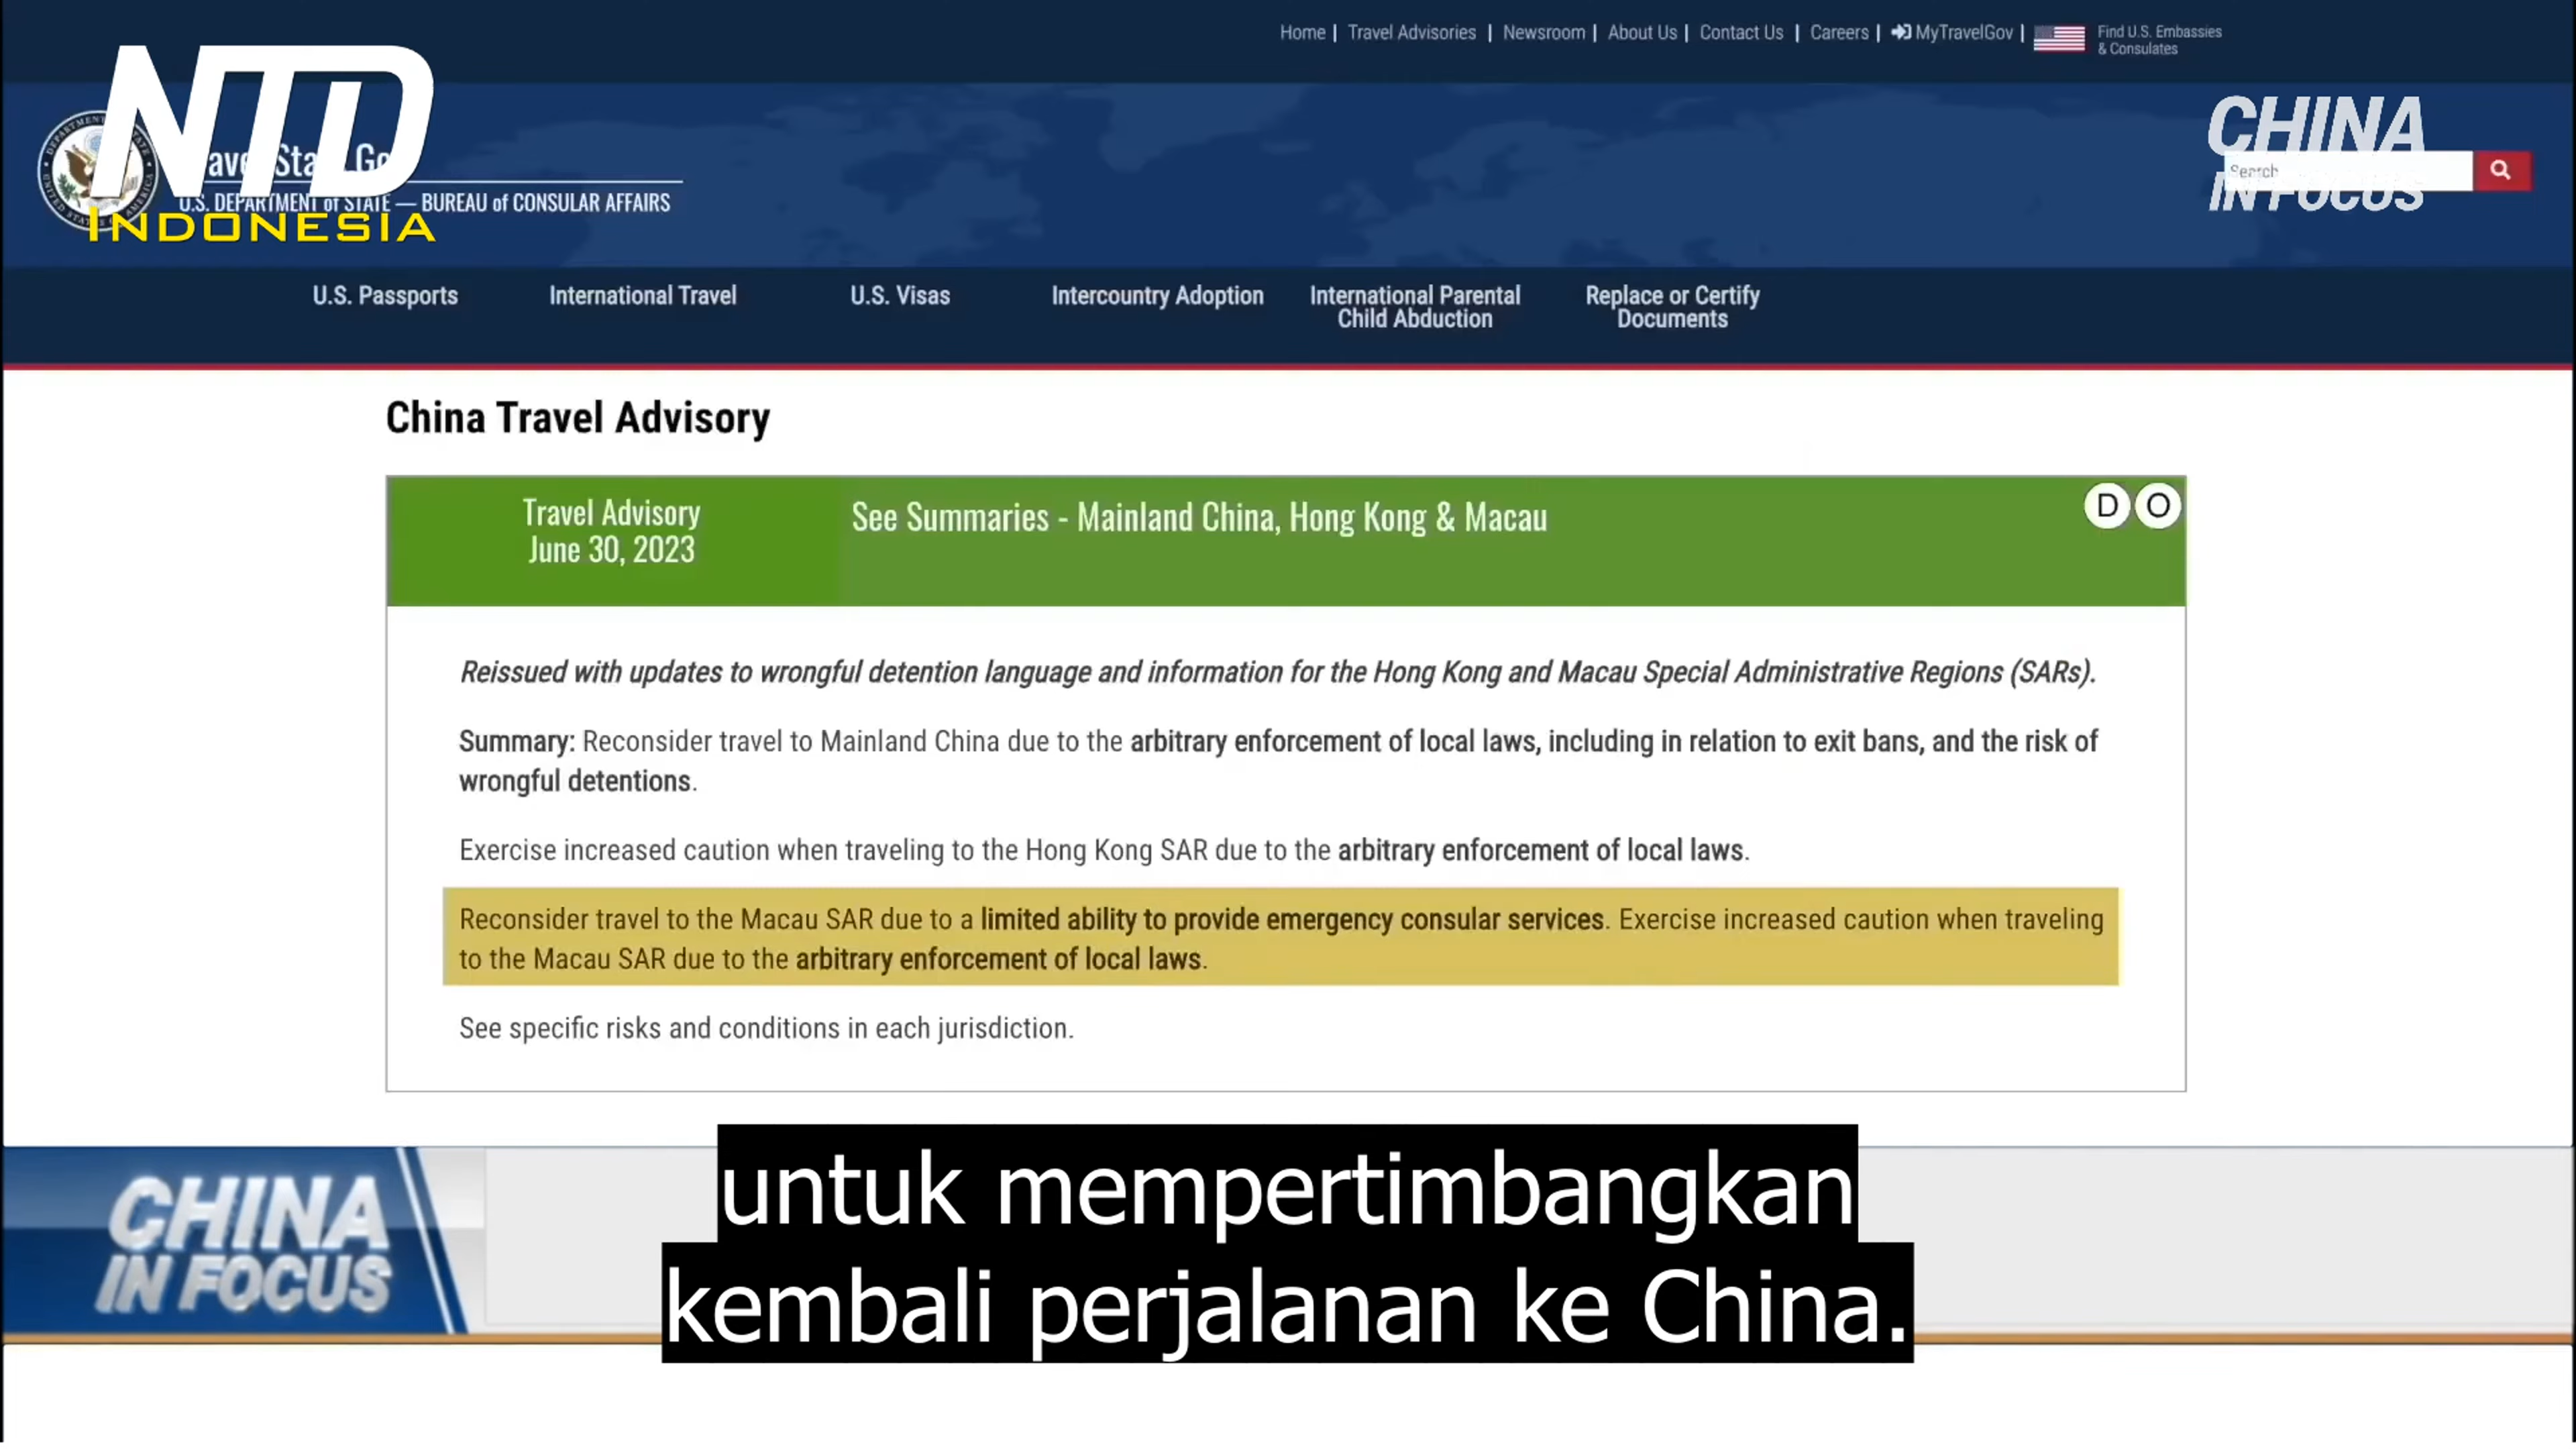 Home | Travel Advisories | Newsroom | About Us | Contact Us | Careers | MyTravelGov | Find U.S. Embassies
& Consulates
NTD
INDONESIA
CHINA
IN FOCUS
Search
U.S. DEPARTMENT of STATE — BUREAU of CONSULAR AFFAIRS
U.S. Passports International Travel U.S. Visas Intercountry Adoption International Parental Replace or Certify
Child Abduction Documents
China Travel Advisory
Travel Advisory See Summaries - Mainland China, Hong Kong & Macau D O
June 30, 2023
Reissued with updates to wrongful detention language and information for the Hong Kong and Macau Special Administrative Regions (SARs).
Summary: Reconsider travel to Mainland China due to the arbitrary enforcement of local laws, including in relation to exit bans, and the risk of
wrongful detentions.
Exercise increased caution when traveling to the Hong Kong SAR due to the arbitrary enforcement of local laws.
Reconsider travel to the Macau SAR due to a limited ability to provide emergency consular services. Exercise increased caution when traveling
to the Macau SAR due to the arbitrary enforcement of local laws.
See specific risks and conditions in each jurisdiction.
CHINA
IN FOCUS
untuk mempertimbangkan
kembali perjalanan ke China.